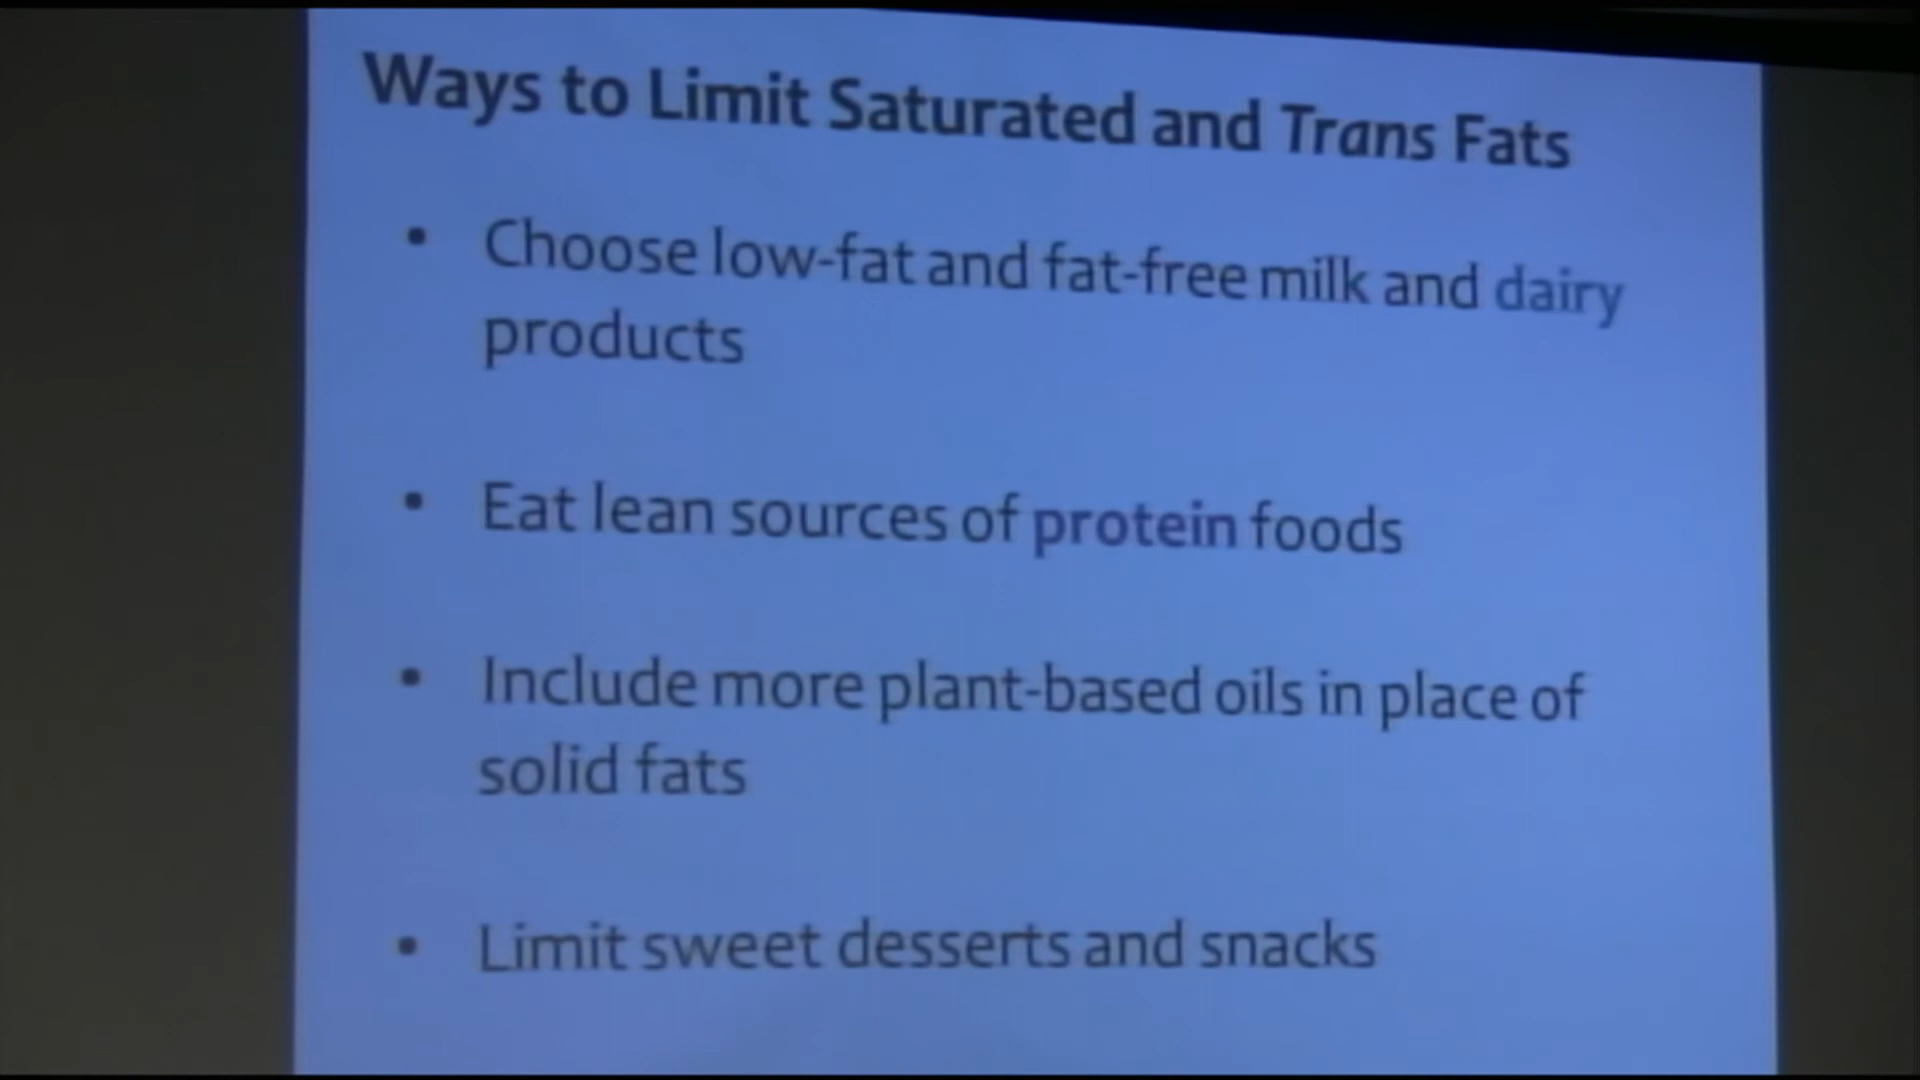 Ways to Limit Saturated and Trans Fats
• Choose low-fat and fat-free milk and dairy
products
• Eat lean sources of protein foods
• Include more plant-based oils in place of
solid fats
• Limit sweet desserts and snacks